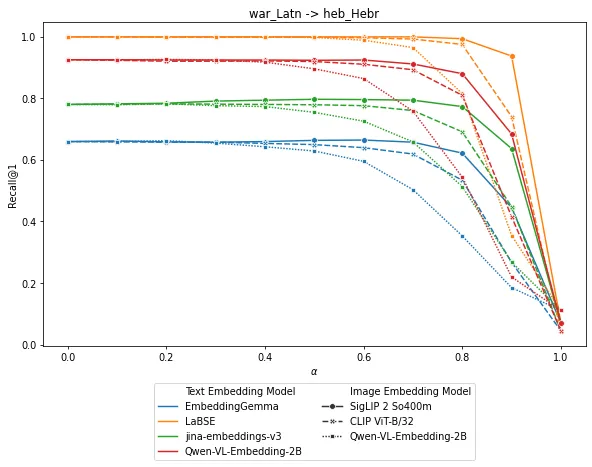 war_Latn -> heb_Hebr
1.0
0.8
0.6
0.4
0.2
0.0
Recall@1
0.0 0.2 0.4 0.6 0.8 1.0
α
Text Embedding Model
EmbeddingGemma
LaBSE
jina-embeddings-v3
Qwen-VL-Embedding-2B
Image Embedding Model
SigLIP 2 So400m
CLIP ViT-B/32
Qwen-VL-Embedding-2B